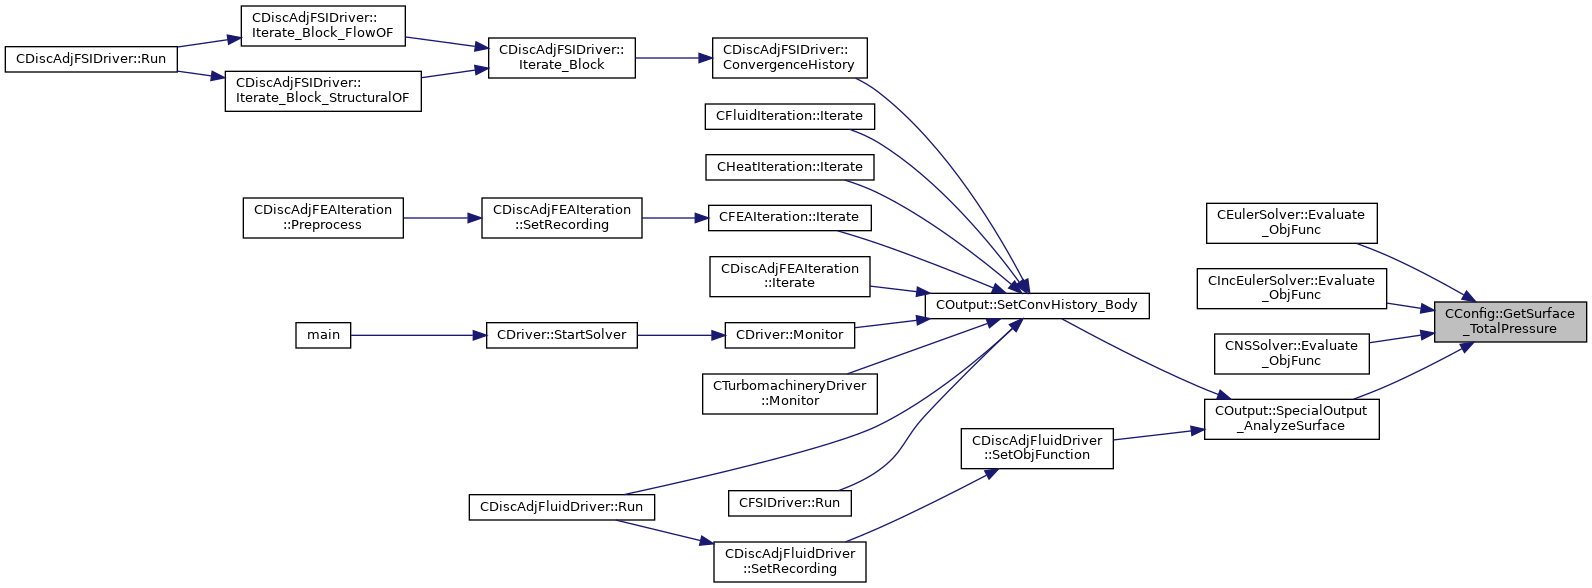 CDiscAdjFSIDriver::Run
CDiscAdjFSIDriver::
Iterate_Block_FlowOF
CDiscAdjFSIDriver::
Iterate_Block_StructuralOF
CDiscAdjFSIDriver::
Iterate_Block
CDiscAdjFSIDriver::
ConvergenceHistory
CFluidIteration::Iterate
CHeatIteration::Iterate
CDiscAdjFEAIteration
::Preprocess
CDiscAdjFEAIteration
::SetRecording
CFEAIteration::Iterate
CDiscAdjFEAIteration
::Iterate
main
CDriver::StartSolver
CDriver::Monitor
CTurbomachineryDriver
::Monitor
COutput::SetConvHistory_Body
CEulerSolver::Evaluate
_ObjFunc
CIncEulerSolver::Evaluate
_ObjFunc
CNSSolver::Evaluate
_ObjFunc
CConfig::GetSurface
_TotalPressure
COutput::SpecialOutput
_AnalyzeSurface
CDiscAdjFluidDriver
::SetObjFunction
CDiscAdjFluidDriver::Run
CFSIDriver::Run
CDiscAdjFluidDriver
::SetRecording